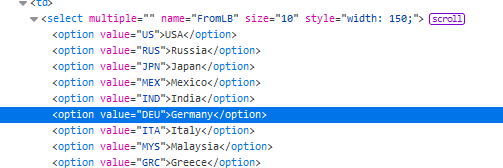 <td>
<select multiple="" name="FromLB" size="10" style="width: 150;"> scroll
<option value="US">USA</option>
<option value="RUS">Russia</option>
<option value="JPN">Japan</option>
<option value="MEX">Mexico</option>
<option value="IND">India</option>
<option value="DEU">Germany</option>
<option value="ITA">Italy</option>
<option value="MYS">Malaysia</option>
<option value="GRC">Greece</option>